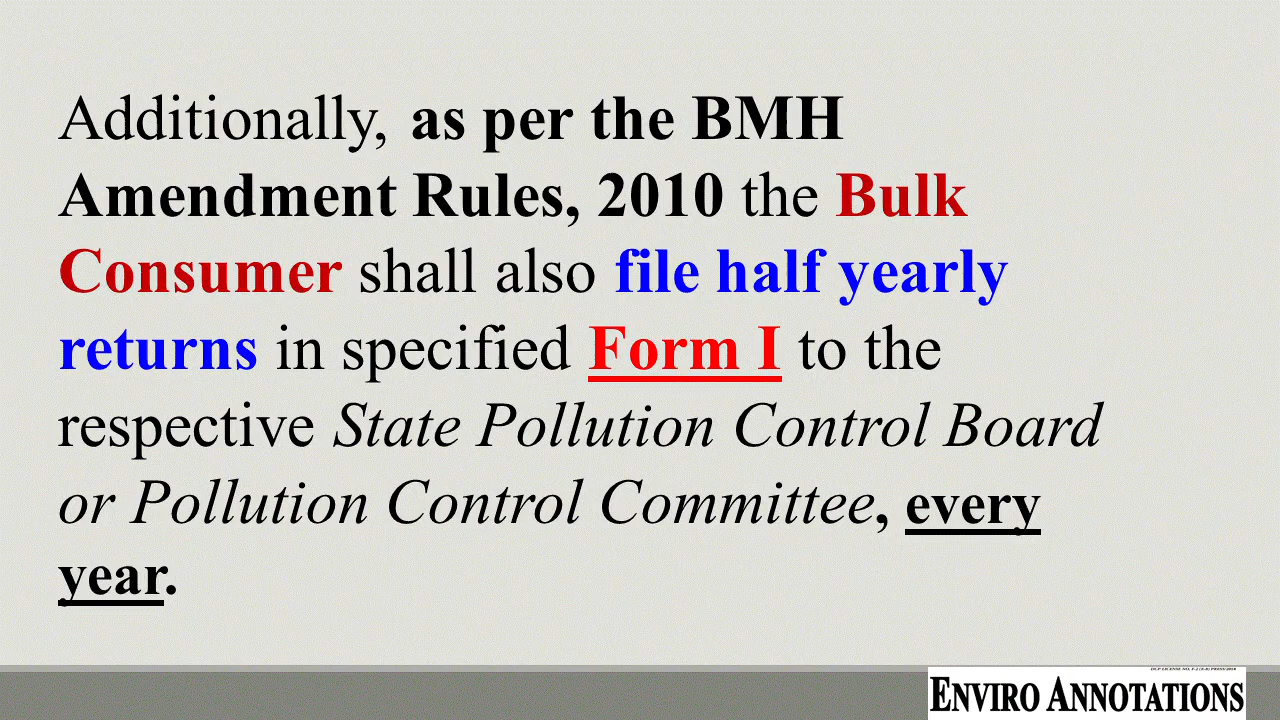 Additionally, as per the BMH
Amendment Rules, 2010 the Bulk
Consumer shall also file half yearly
returns in specified Form I to the
respective State Pollution Control Board
or Pollution Control Committee, every
year.
ENVIRO ANNOTATIONS